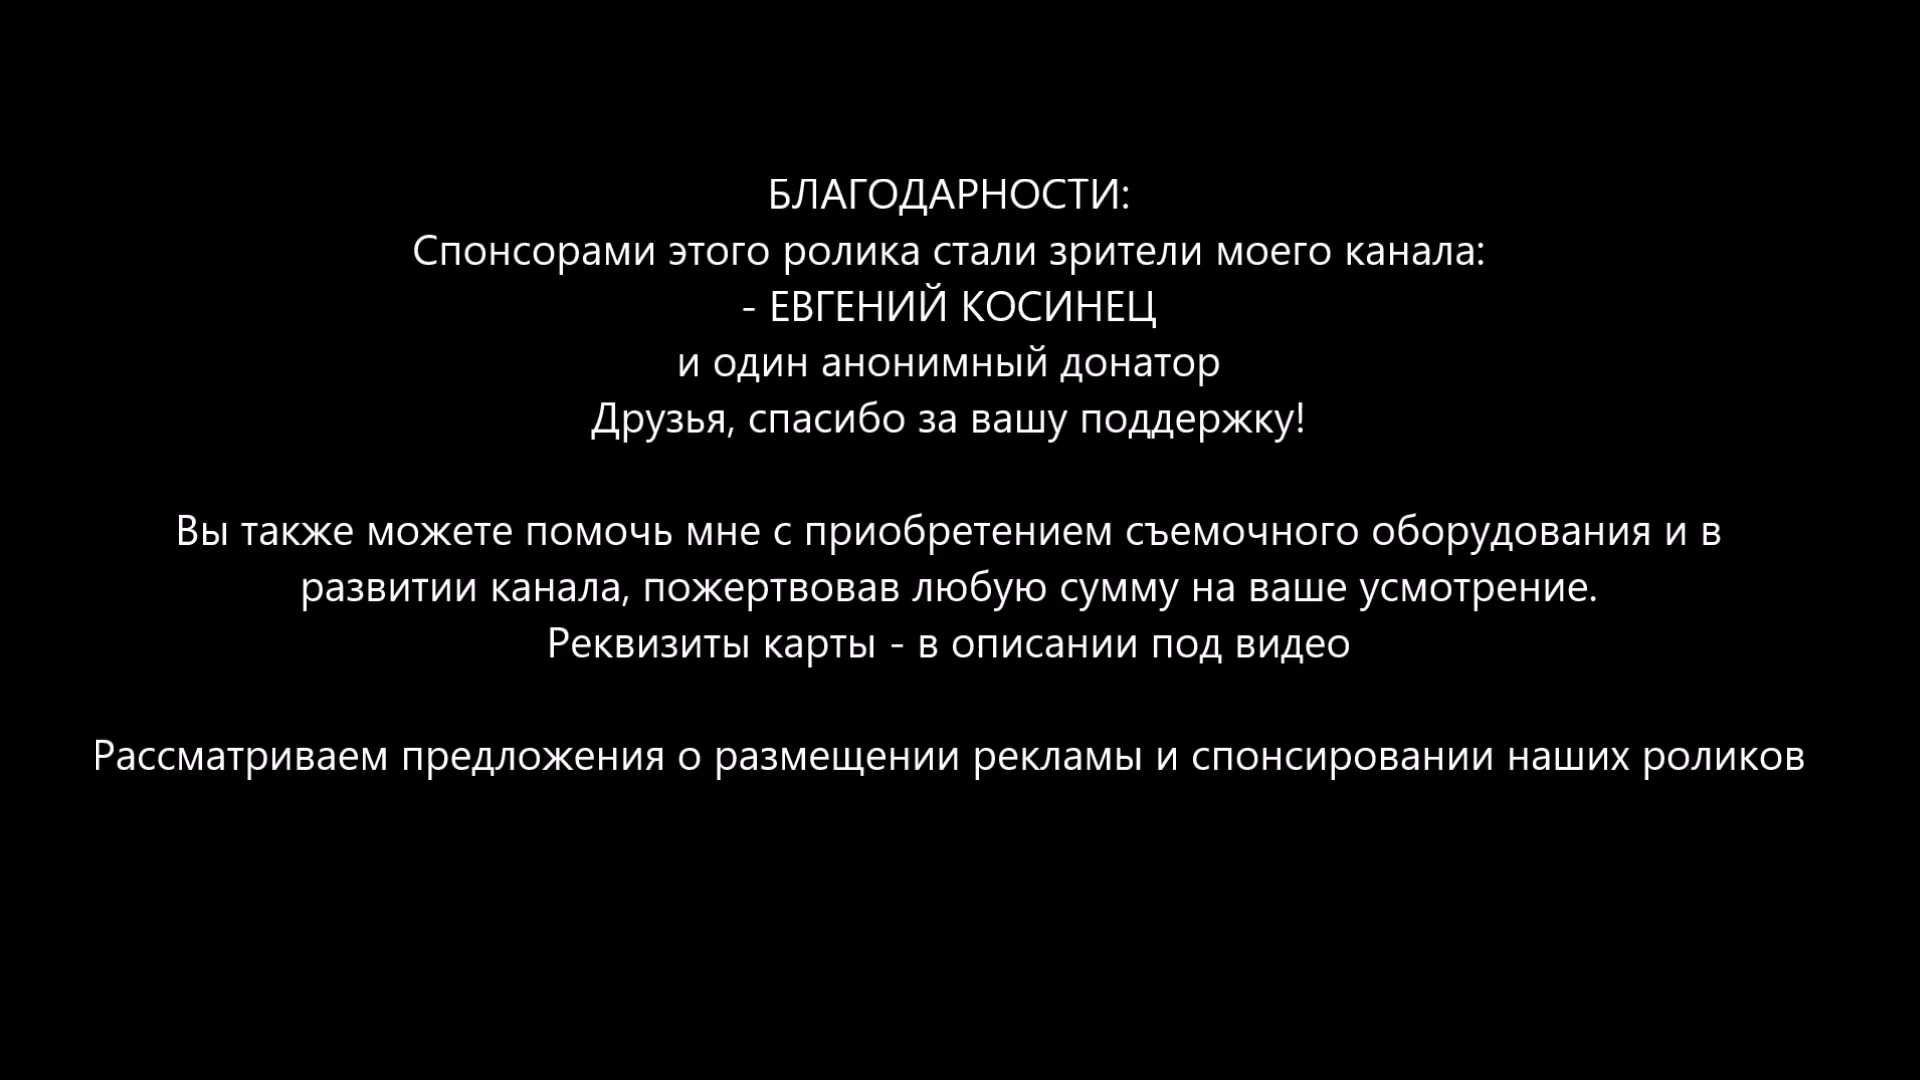 БЛАГОДАРНОСТИ:
Спонсорами этого ролика стали зрители моего канала:
- ЕВГЕНИЙ КОСИНЕЦ
и один анонимный донатор
Друзья, спасибо за вашу поддержку!
Вы также можете помочь мне с приобретением съемочного оборудования и в
развитии канала, пожертвовав любую сумму на ваше усмотрение.
Реквизиты карты - в описании под видео
Рассматриваем предложения о размещении рекламы и спонсировании наших роликов